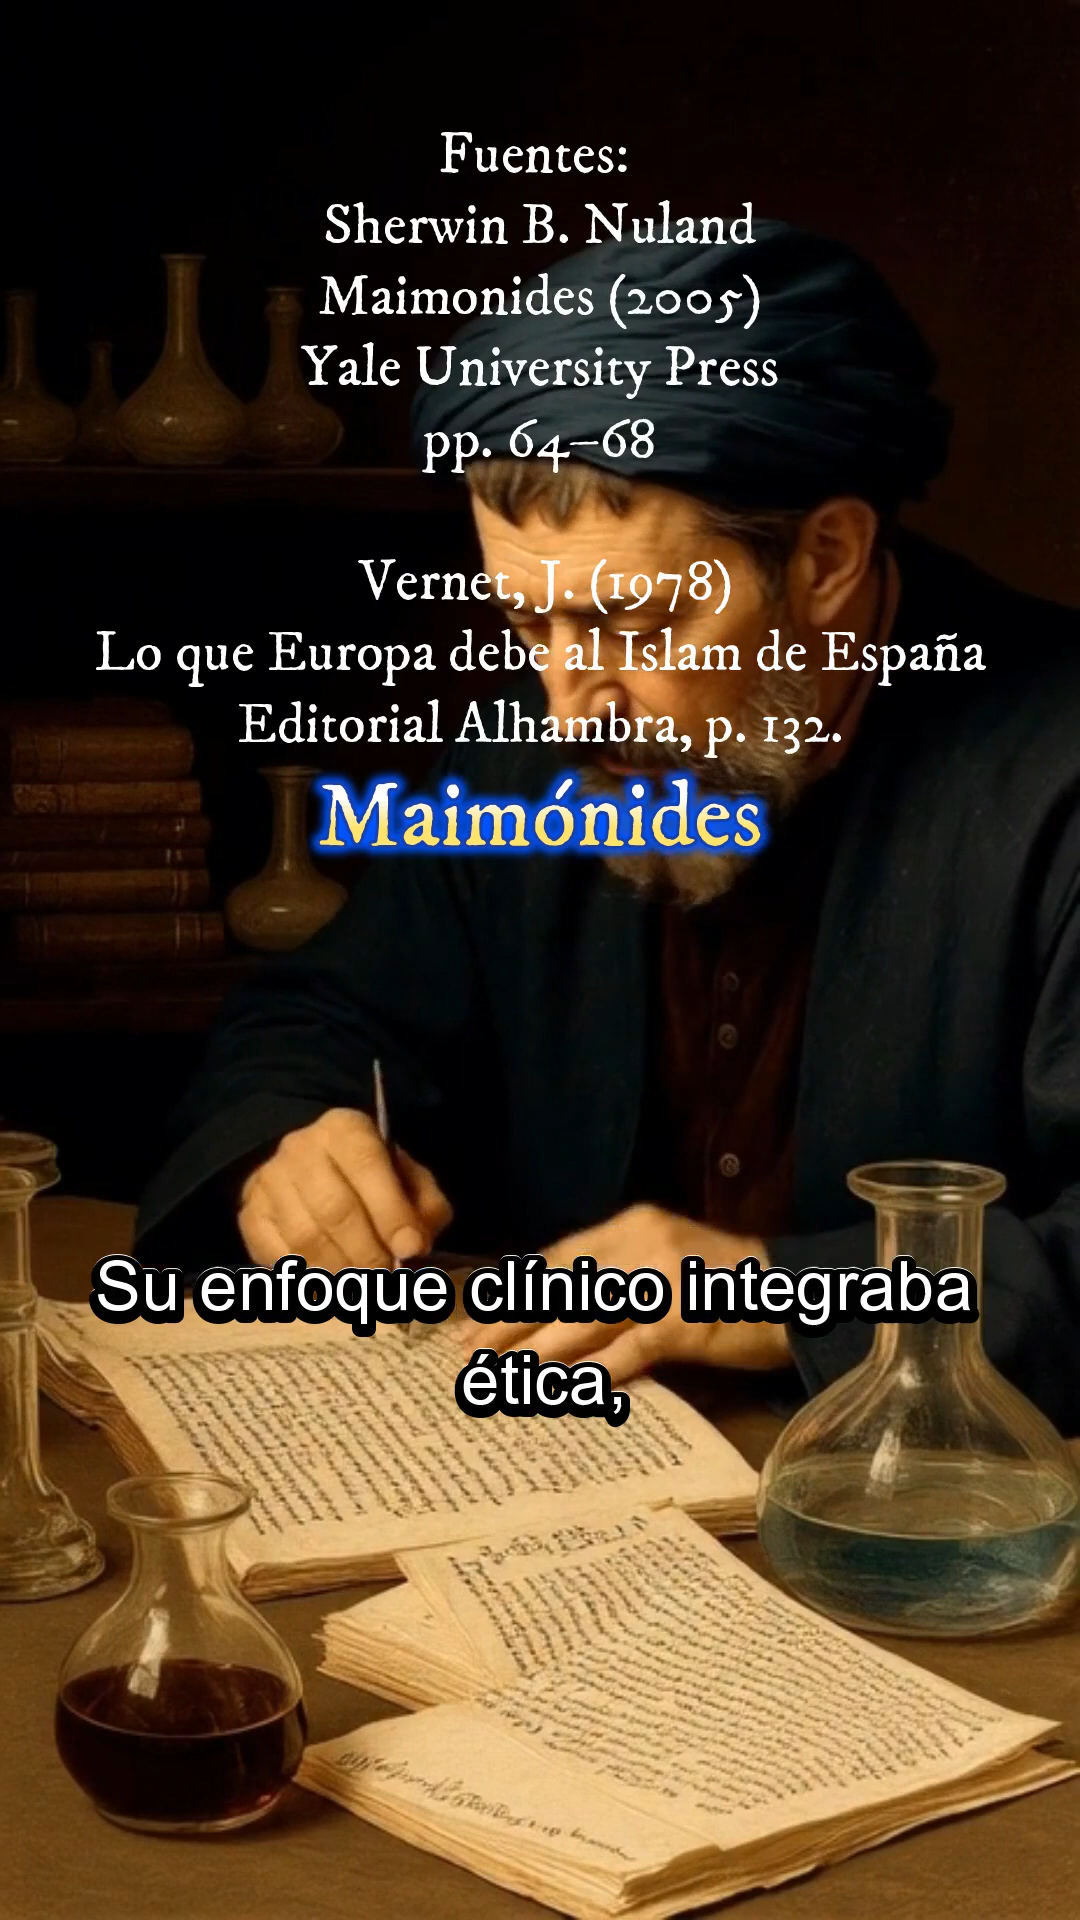 Fuentes:
Sherwin B. Nuland
Maimonides (2005)
Yale University Press
pp. 64–68
Vernet, J. (1978)
Lo que Europa debe al Islam de España
Editorial Alhambra, p. 132.
Maimónides
Su enfoque clínico integraba
ética,